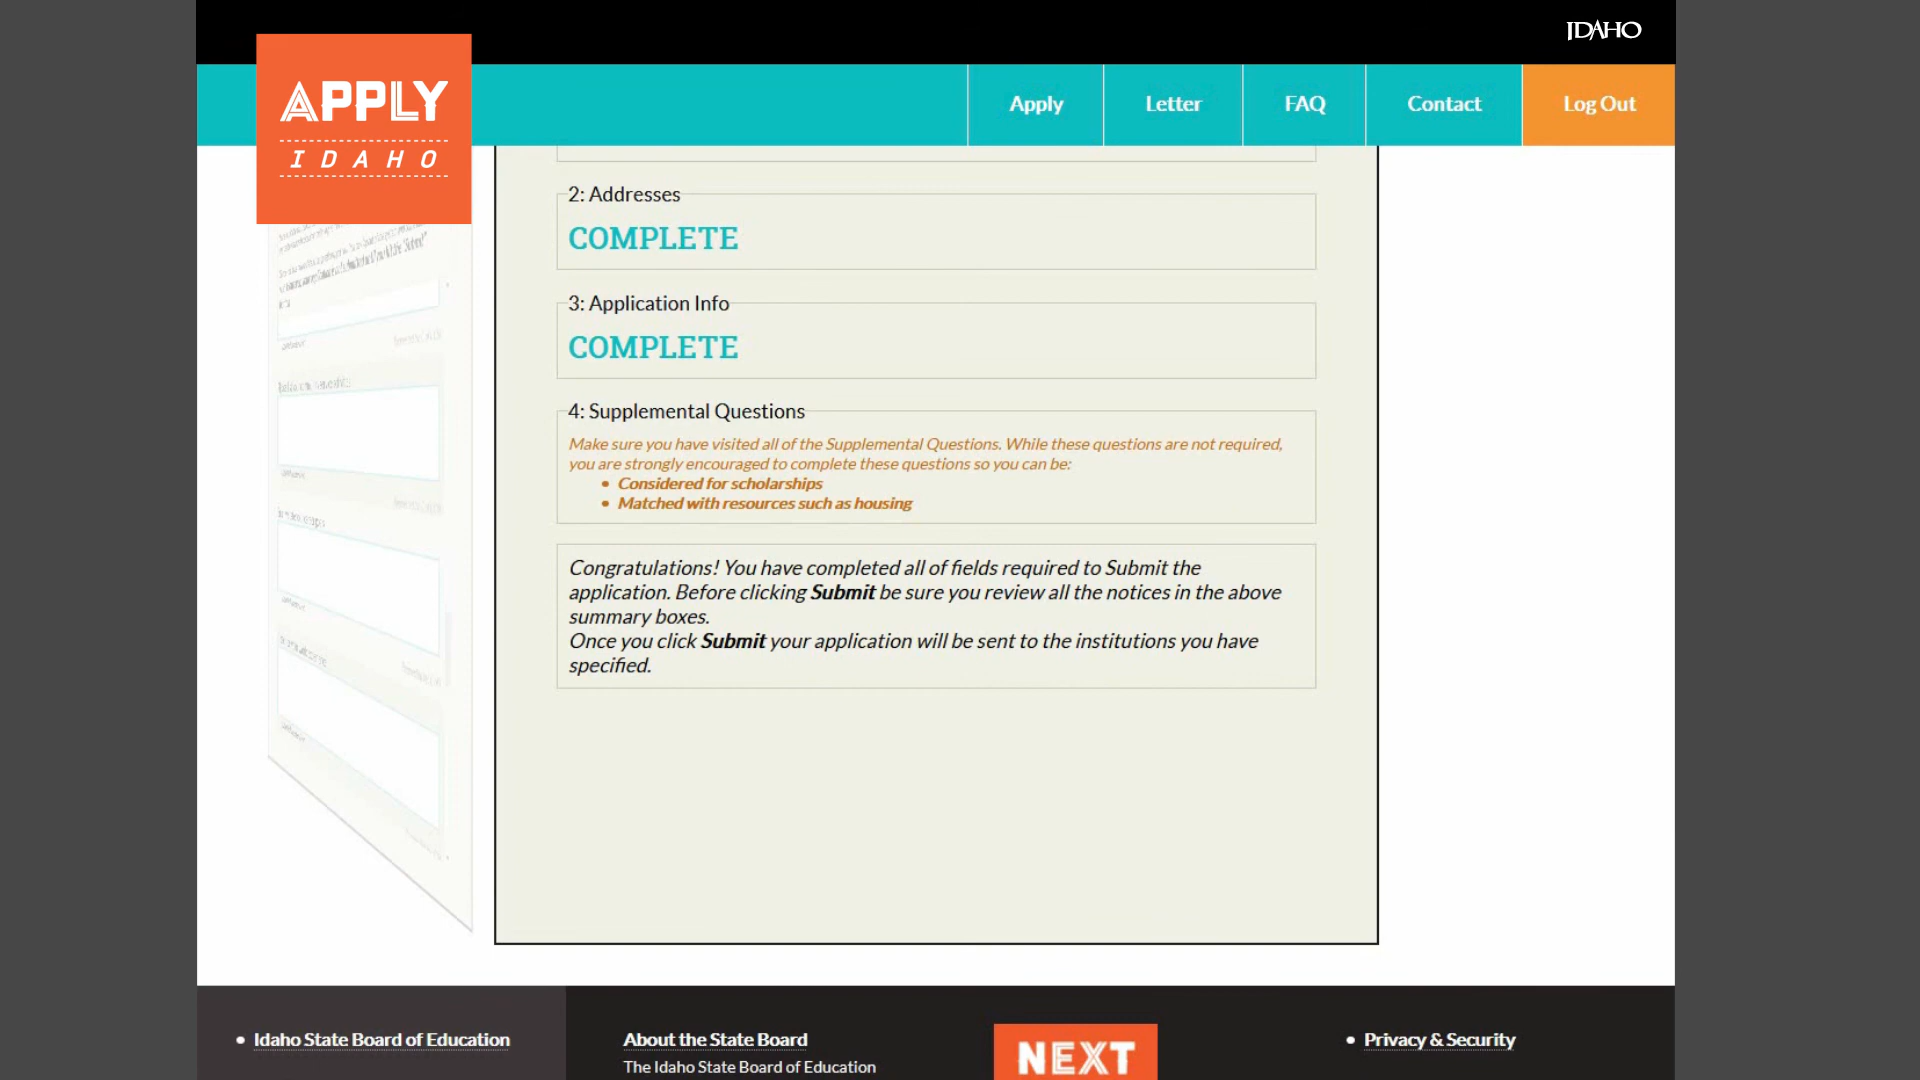 IDAHO
APPLY
IDAHO
Apply
Letter
FAQ
Contact
Log Out
2: Addresses
COMPLETE
3: Application Info
COMPLETE
4: Supplemental Questions
Make sure you have visited all of the Supplemental Questions. While these questions are not required,
you are strongly encouraged to complete these questions so you can be:
• Considered for scholarships
• Matched with resources such as housing
Congratulations! You have completed all of fields required to Submit the
application. Before clicking Submit be sure you review all the notices in the above
summary boxes.
Once you click Submit your application will be sent to the institutions you have
specified.
• Idaho State Board of Education
About the State Board
The Idaho State Board of Education
NEXT
• Privacy & Security